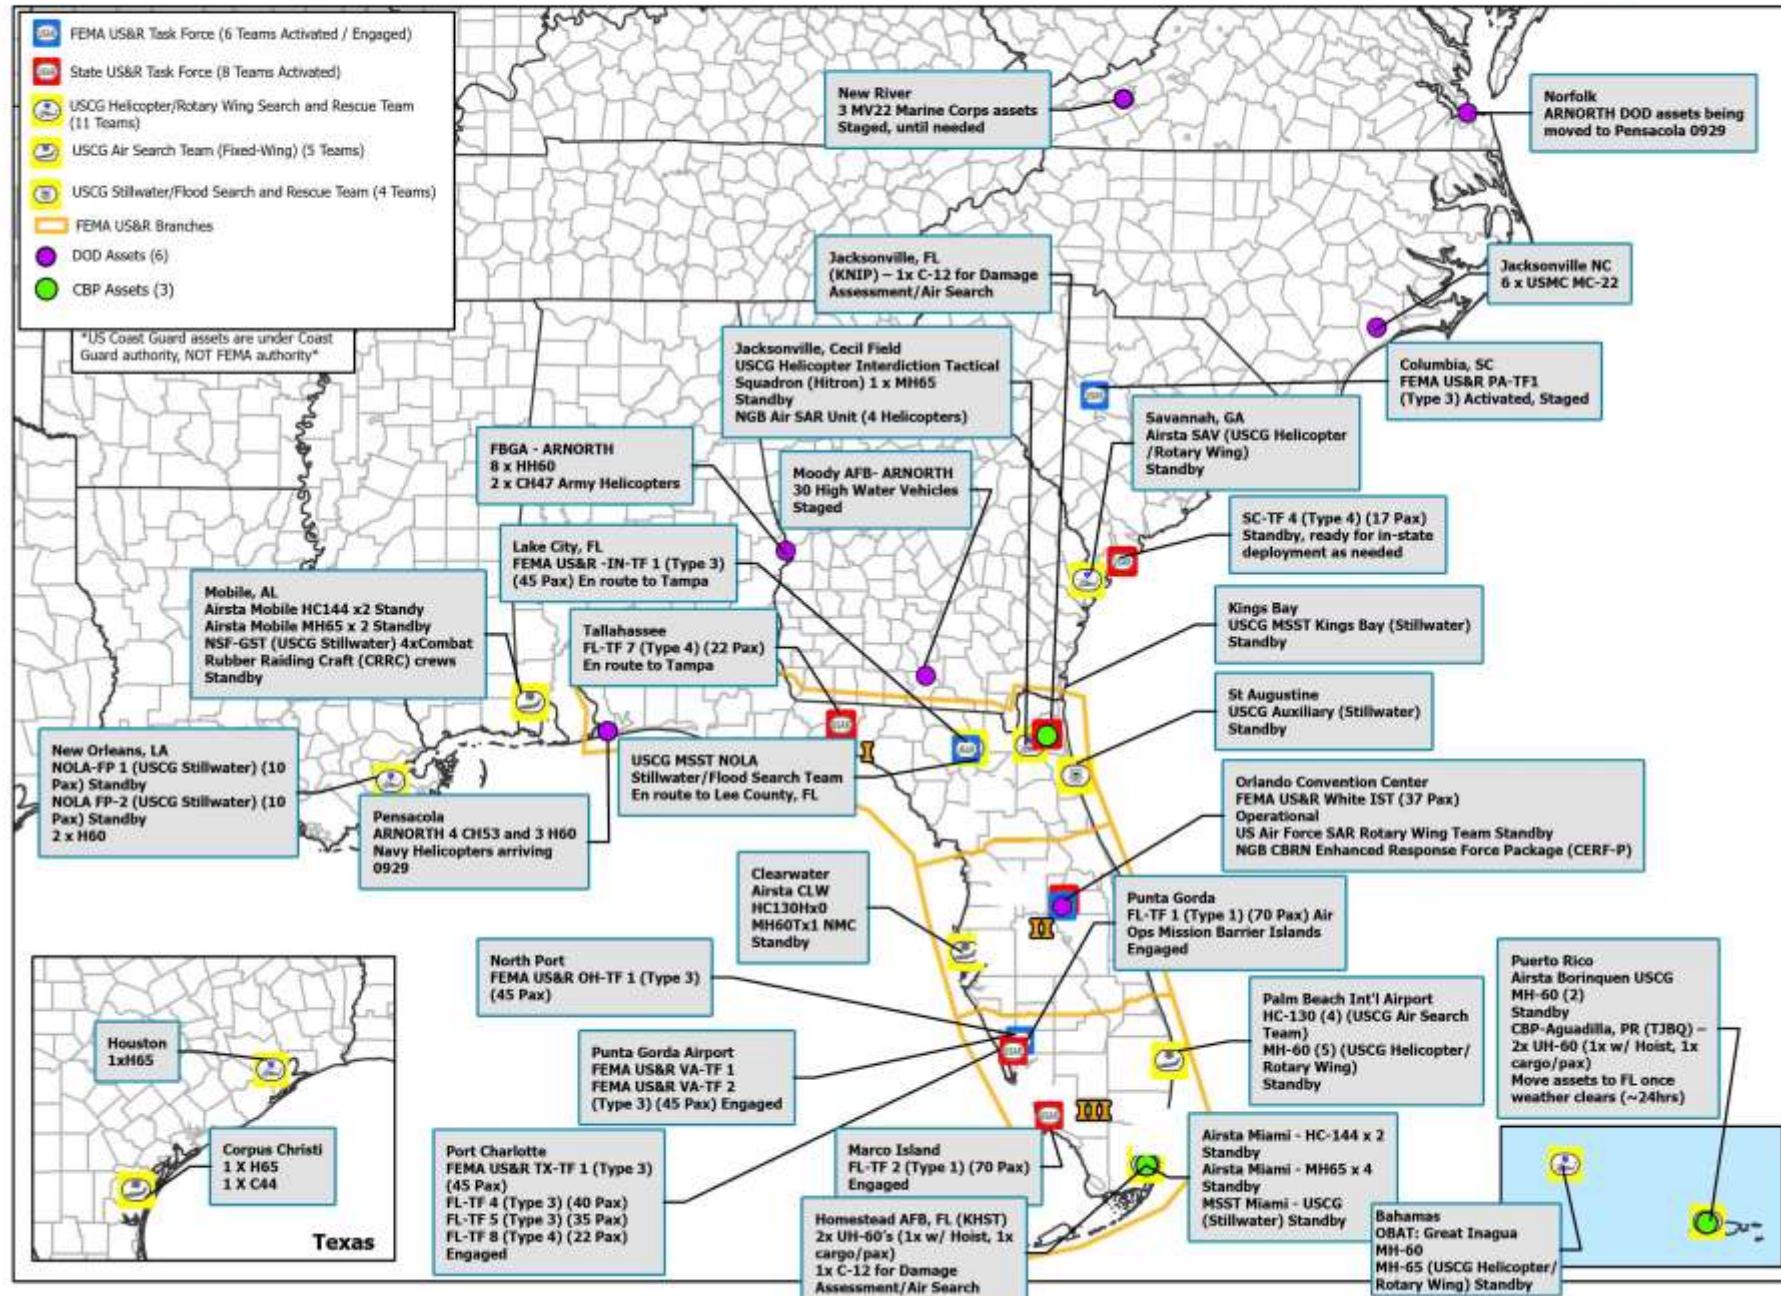 FEMA US&R Task Force (6 Teams Activated / Engaged)
State US&R Task Force (8 Teams Activated)
USCG Helicopter/Rotary Wing Search and Rescue Team
(11 Teams)
USCG Air Search Team (Fixed-Wing) (5 Teams)
USCG Stillwater/Flood Search and Rescue Team (4 Teams)
FEMA US&R Branches
DOD Assets (6)
CBP Assets (3)
*US Coast Guard assets are under Coast
Guard authority, NOT FEMA authority*
New River
3 MV22 Marine Corps assets
Staged, until needed
Norfolk
ARNORTH DOD assets being
moved to Pensacola 0929
Jacksonville, FL
(KNIP) – 1x C-12 for Damage
Assessment/Air Search
Jacksonville NC
6 x USMC MC-22
Jacksonville, Cecil Field
USCG Helicopter Interdiction Tactical
Squadron (Hitron) 1 x MH65
Standby
NGB Air SAR Unit (4 Helicopters)
Columbia, SC
FEMA US&R PA-TF1
(Type 3) Activated, Staged
Savannah, GA
Airsta SAV (USCG Helicopter
/Rotary Wing)
Standby
FBGA - ARNORTH
8 x HH60
2 x CH47 Army Helicopters
Moody AFB- ARNORTH
30 High Water Vehicles
Staged
SC-TF 4 (Type 4) (17 Pax)
Standby, ready for in-state
deployment as needed
Lake City, FL
FEMA US&R -IN-TF 1 (Type 3)
(45 Pax) En route to Tampa
Mobile, AL
Airsta Mobile HC144 x2 Standy
Airsta Mobile MH65 x 2 Standby
NSF-GST (USCG Stillwater) 4xCombat
Rubber Raiding Craft (CRRC) crews
Standby
Tallahassee
FL-TF 7 (Type 4) (22 Pax)
En route to Tampa
Kings Bay
USCG MSST Kings Bay (Stillwater)
Standby
St Augustine
USCG Auxiliary (Stillwater)
Standby
New Orleans, LA
NOLA-FP 1 (USCG Stillwater) (10
Pax) Standby
NOLA FP-2 (USCG Stillwater) (10
Pax) Standby
2 x H60
USCG MSST NOLA
Stillwater/Flood Search Team
En route to Lee County, FL
I
Pensacola
ARNORTH 4 CH53 and 3 H60
Navy Helicopters arriving
0929
Orlando Convention Center
FEMA US&R White IST (37 Pax)
Operational
US Air Force SAR Rotary Wing Team Standby
NGB CBRN Enhanced Response Force Package (CERF-P)
Clearwater
Airsta CLW
HC130Hx0
MH60Tx1 NMC
Standby
II
Punta Gorda
FL-TF 1 (Type 1) (70 Pax) Air
Ops Mission Barrier Islands
Engaged
North Port
FEMA US&R OH-TF 1 (Type 3)
(45 Pax)
Palm Beach Int'l Airport
HC-130 (4) (USCG Air Search
Team)
MH-60 (5) (USCG Helicopter/
Rotary Wing)
Standby
Puerto Rico
Airsta Borinquen USCG
MH-60 (2)
Standby
CBP-Aguadilla, PR (TJBQ) –
2x UH-60 (1x w/ Hoist, 1x
cargo/pax)
Move assets to FL once
weather clears (~24hrs)
Punta Gorda Airport
FEMA US&R VA-TF 1
FEMA US&R VA-TF 2
(Type 3) (45 Pax) Engaged
III
Houston
1xH65
Corpus Christi
1 X H65
1 X C44
Texas
Port Charlotte
FEMA US&R TX-TF 1 (Type 3)
(45 Pax)
FL-TF 4 (Type 3) (40 Pax)
FL-TF 5 (Type 3) (35 Pax)
FL-TF 8 (Type 4) (22 Pax)
Engaged
Marco Island
FL-TF 2 (Type 1) (70 Pax)
Engaged
Airsta Miami - HC-144 x 2
Standby
Airsta Miami - MH65 x 4
Standby
MSST Miami - USCG
(Stillwater) Standby
Homestead AFB, FL (KHST)
2x UH-60's (1x w/ Hoist, 1x
cargo/pax)
1x C-12 for Damage
Assessment/Air Search
Bahamas
OBAT: Great Inagua
MH-60
MH-65 (USCG Helicopter/
Rotary Wing) Standby